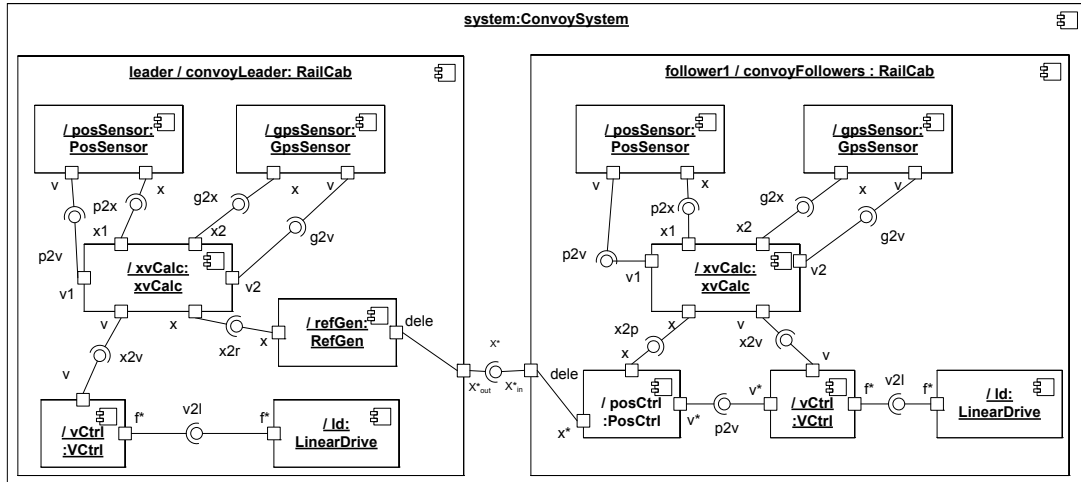 system:ConvoySystem
leader / convoyLeader: RailCab
follower1 / convoyFollowers : RailCab
/ posSensor:
PosSensor
/ gpsSensor:
GpsSensor
/ posSensor:
PosSensor
/ gpsSensor:
GpsSensor
v
x
x
v
v
x
x
v
p2x
g2x
p2x
g2x
p2v
x1
x2
g2v
p2v
x1
x2
g2v
/ xvCalc:
xvCalc
/ xvCalc:
xvCalc
v1
v2
v1
v2
v
x
x
v
/ refGen:
RefGen
dele
x2v
x2r
x
x2p
x2v
X*
X*out
X*in
dele
v
x
v
/ vCtrl
:VCtrl
f*
v2l
f*
/ ld:
LinearDrive
x*
/ posCtrl
:PosCtrl
v*
p2v
v*
/ vCtrl
:VCtrl
f*
v2l
f*
/ ld:
LinearDrive